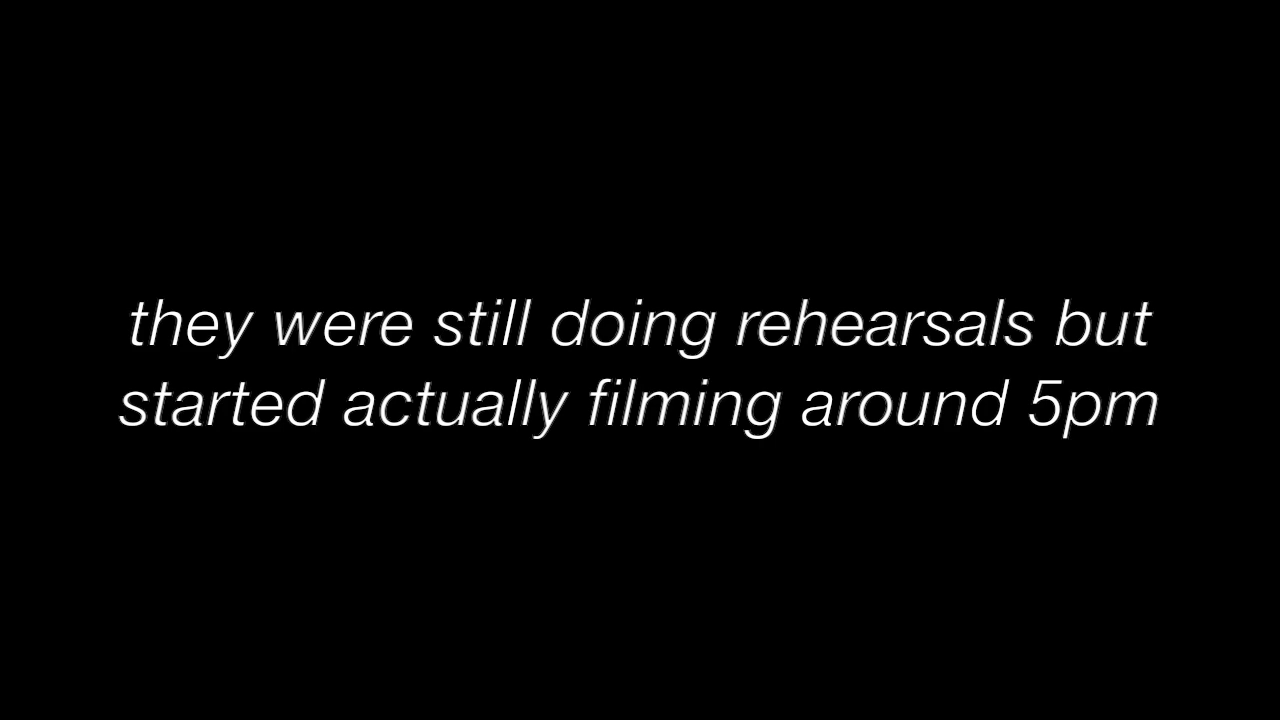 they were still doing rehearsals but
started actually filming around 5pm